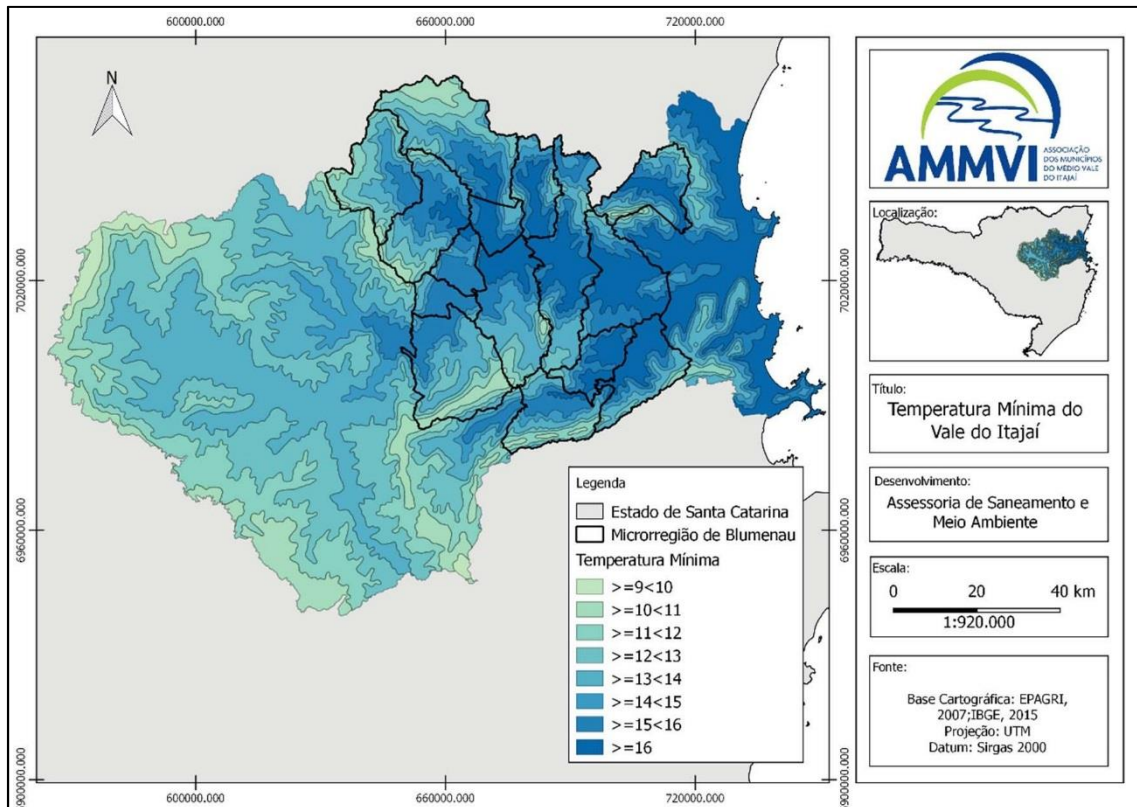 600000.000 660000.000 720000.000
N
7020000.000
6960000.000
6900000.000
7020000.000
6960000.000
6900000.000
600000.000 660000.000 720000.000
Legenda
Estado de Santa Catarina
Microrregião de Blumenau
Temperatura Mínima
>=9<10
>=10<11
>=11<12
>=12<13
>=13<14
>=14<15
>=15<16
>=16
AMMVI
ASSOCIAÇÃO
DOS MUNICÍPIOS
DO MÉDIO VALE
DO ITAJAÍ
Localização:
Título:
Temperatura Mínima do
Vale do Itajaí
Desenvolvimento:
Assessoria de Saneamento e
Meio Ambiente
Escala:
0 20 40 km
1:920.000
Fonte:
Base Cartográfica: EPAGRI,
2007;IBGE, 2015
Projeção: UTM
Datum: Sirgas 2000